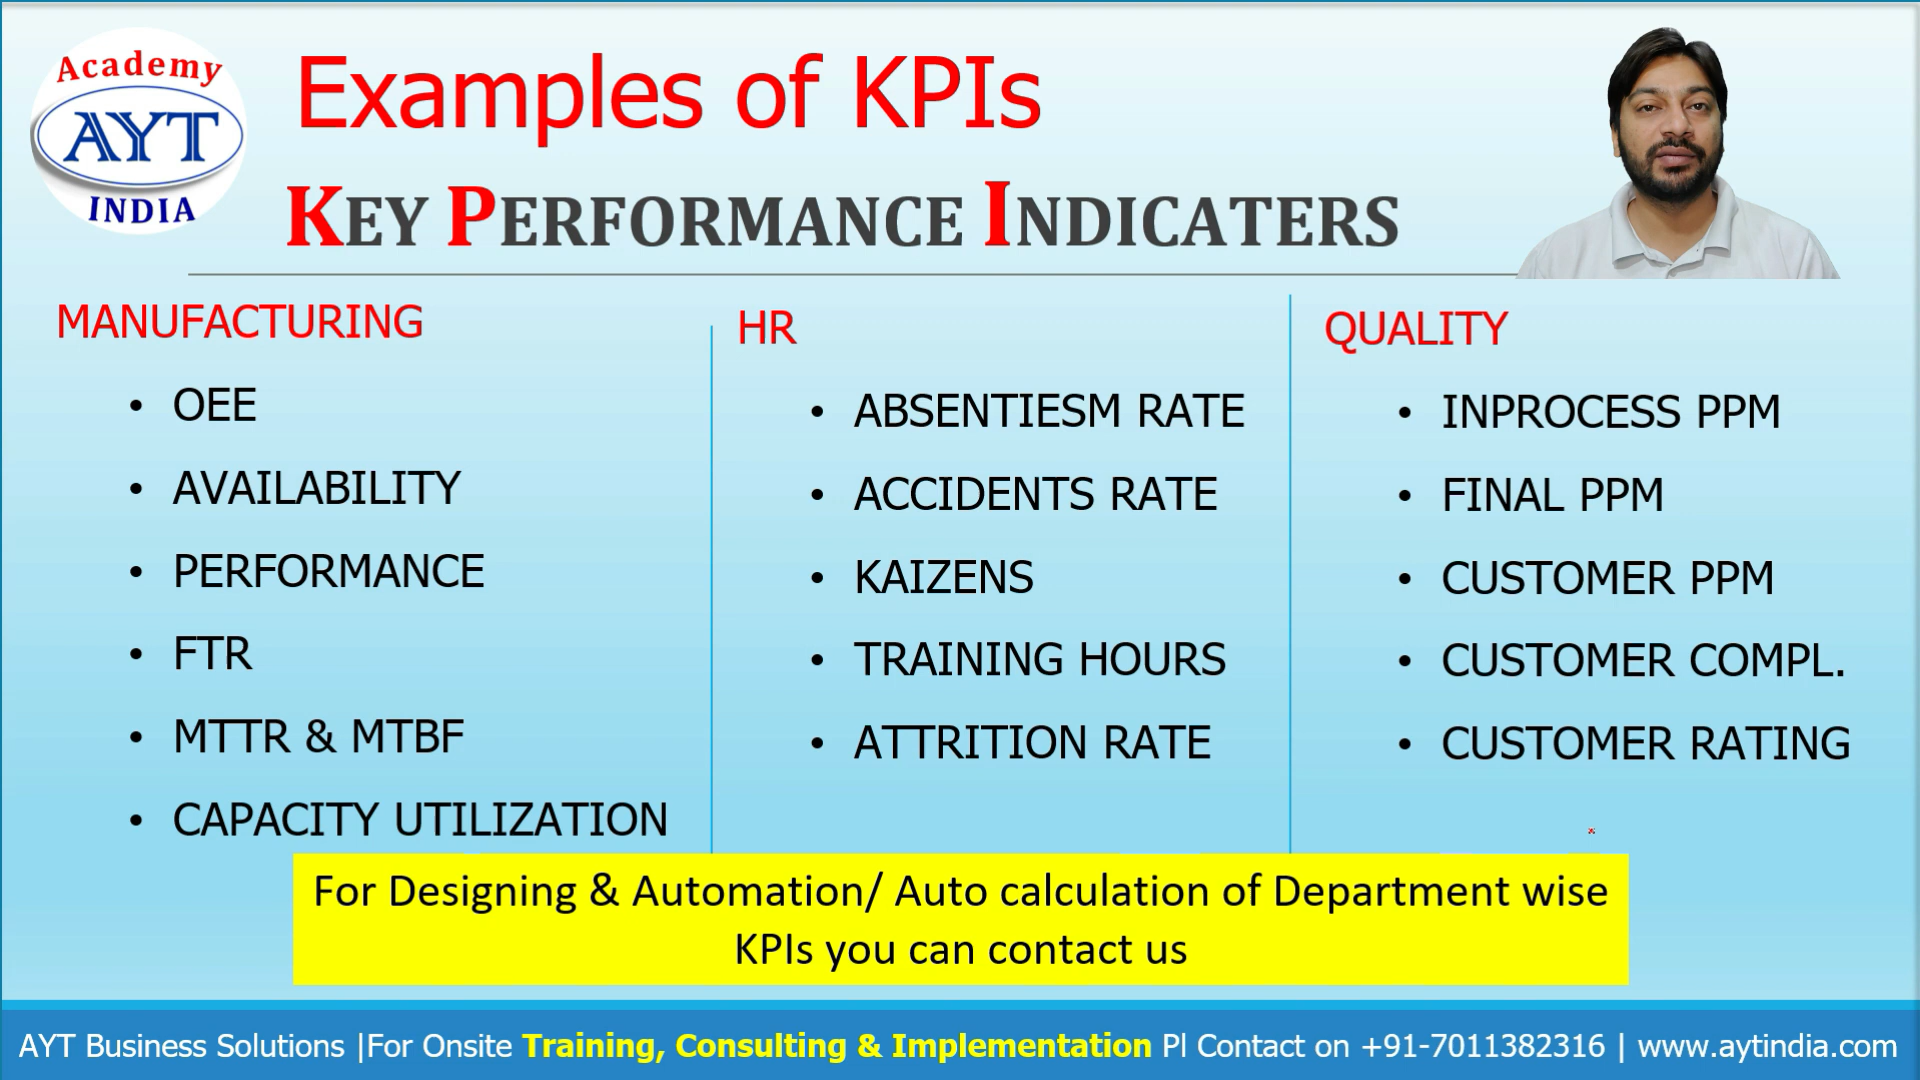 Academy
AYT
INDIA
Examples of KPIs
KEY PERFORMANCE INDICATERS
MANUFACTURING
• OEE
• AVAILABILITY
• PERFORMANCE
• FTR
• MTTR & MTBF
• CAPACITY UTILIZATION
HR
• ABSENTIESM RATE
• ACCIDENTS RATE
• KAIZENS
• TRAINING HOURS
• ATTRITION RATE
QUALITY
• INPROCESS PPM
• FINAL PPM
• CUSTOMER PPM
• CUSTOMER COMPL.
• CUSTOMER RATING
For Designing & Automation/ Auto calculation of Department wise
KPIs you can contact us
AYT Business Solutions |For Onsite Training, Consulting & Implementation Pl Contact on +91-7011382316 | www.aytindia.com